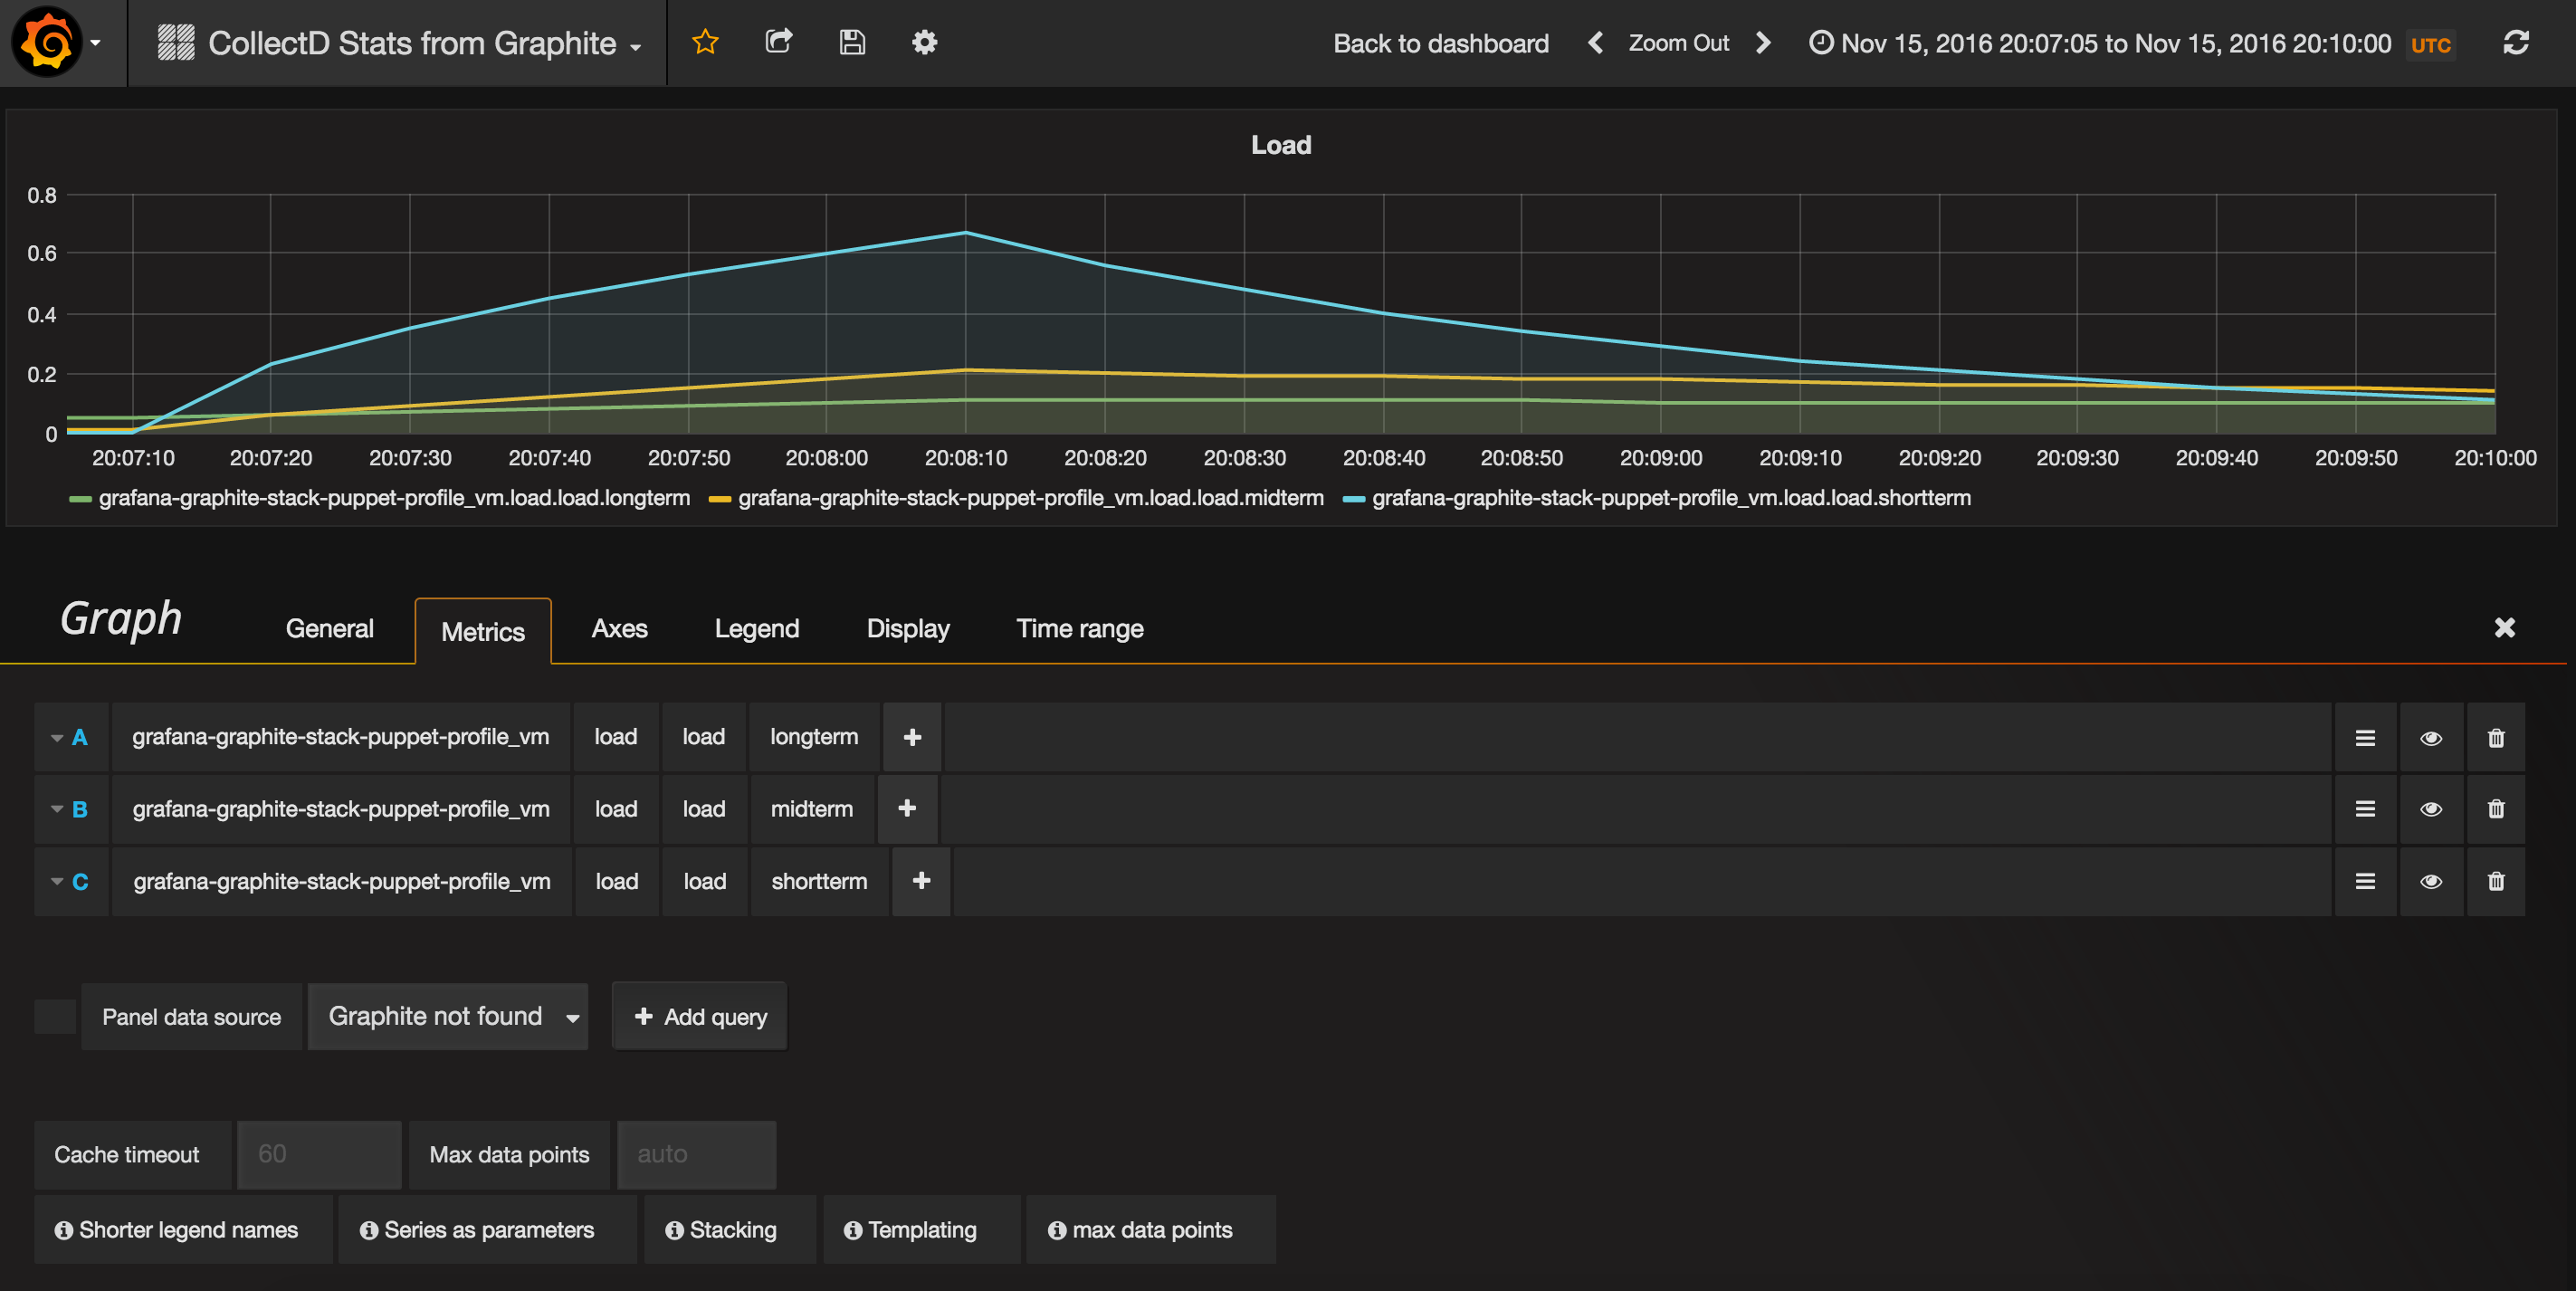 CollectD Stats from Graphite Back to dashboard Zoom Out Nov 15, 2016 20:07:05 to Nov 15, 2016 20:10:00 UTC
Load
0.8
0.6
0.4
0.2
0
20:07:10 20:07:20 20:07:30 20:07:40 20:07:50 20:08:00 20:08:10 20:08:20 20:08:30 20:08:40 20:08:50 20:09:00 20:09:10 20:09:20 20:09:30 20:09:40 20:09:50 20:10:00
grafana-graphite-stack-puppet-profile_vm.load.load.longterm grafana-graphite-stack-puppet-profile_vm.load.load.midterm grafana-graphite-stack-puppet-profile_vm.load.load.shortterm
Graph General Metrics Axes Legend Display Time range
A grafana-graphite-stack-puppet-profile_vm load load longterm
B grafana-graphite-stack-puppet-profile_vm load load midterm
C grafana-graphite-stack-puppet-profile_vm load load shortterm
Panel data source Graphite not found Add query
Cache timeout 60 Max data points auto
Shorter legend names Series as parameters Stacking Templating max data points